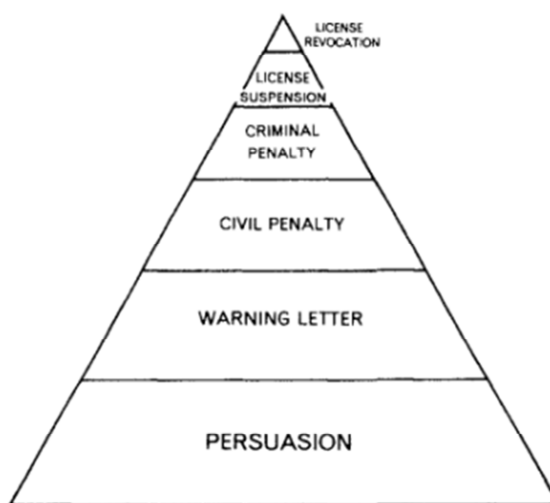 LICENSE
REVOCATION
LICENSE
SUSPENSION
CRIMINAL
PENALTY
CIVIL PENALTY
WARNING LETTER
PERSUASION